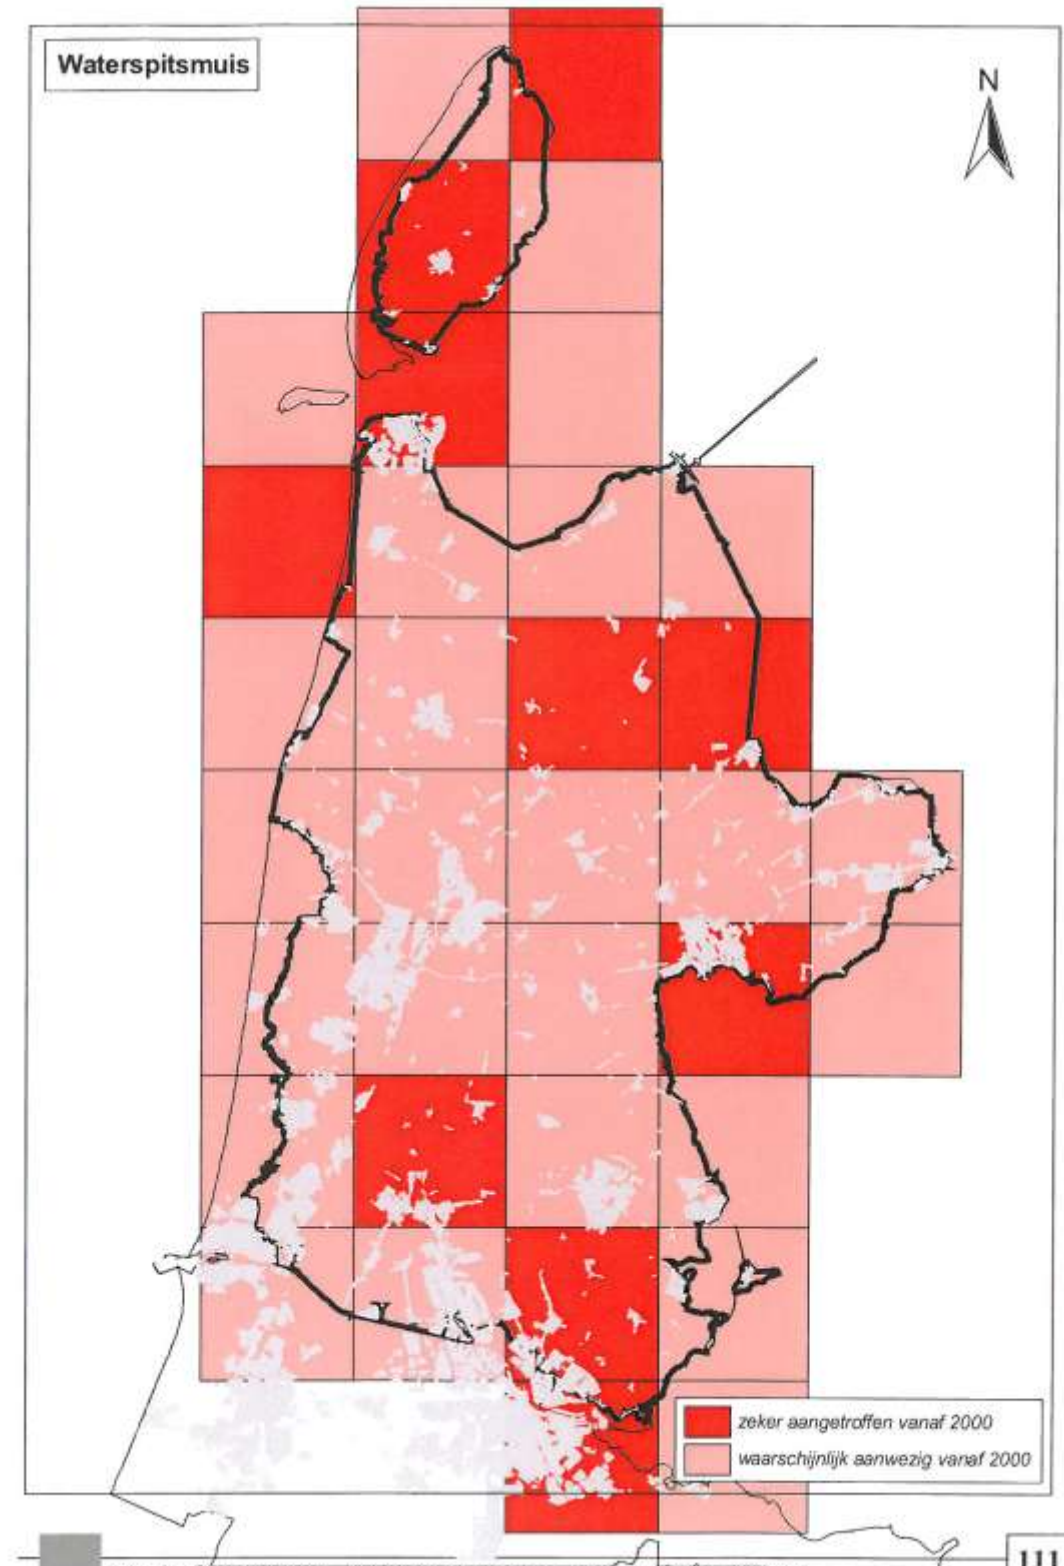 Waterspitsmuis
N
zeker aangetroffen vanaf 2000
waarschijnlijk aanwezig vanaf 2000
111